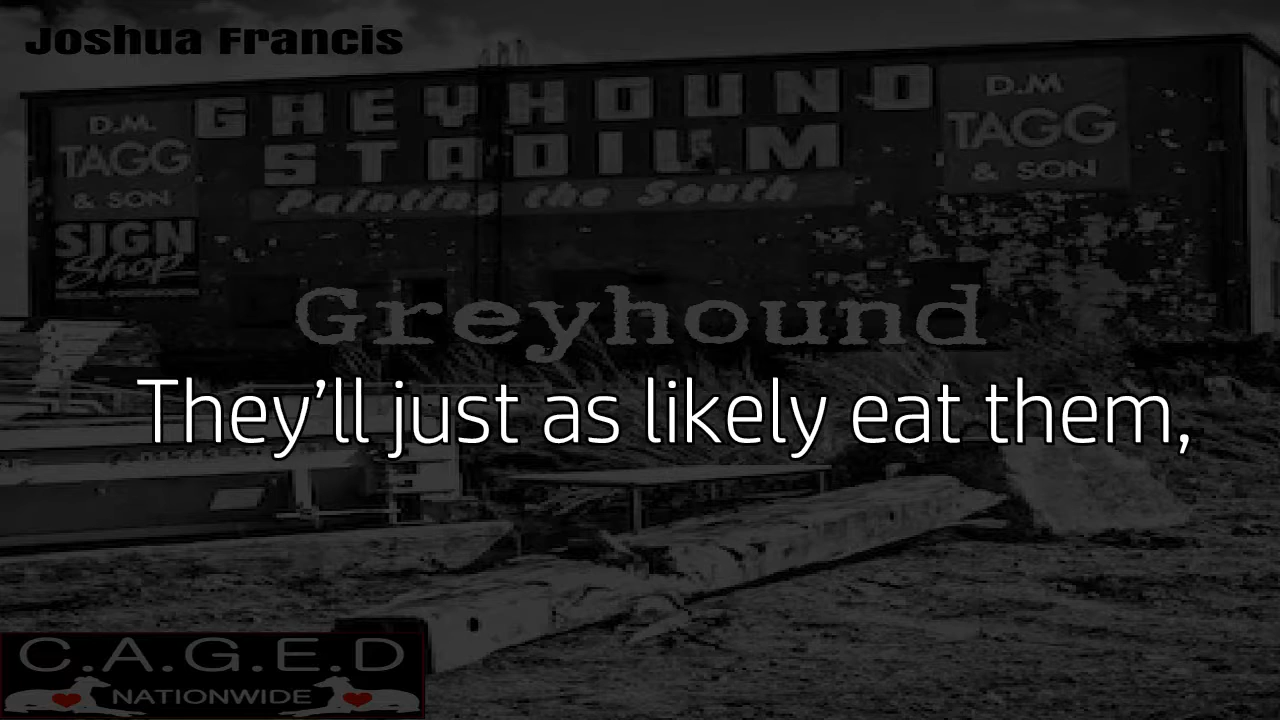 Joshua Francis
GREYHOUND
STADIUM
Painting the South
D.M.
TAGG
& SON
SIGN
Shop
D.M
TAGG
& SON
Greyhound
They’ll just as likely eat them,
C.A.G.E.D
NATIONWIDE